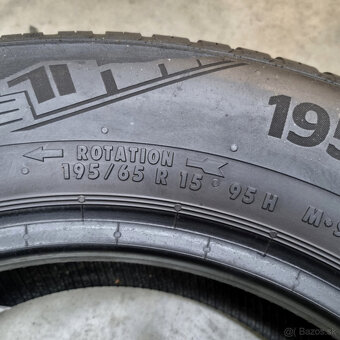 195
← ROTATION ←
195/65 R 15 95 H M•S
© Bazos.sk